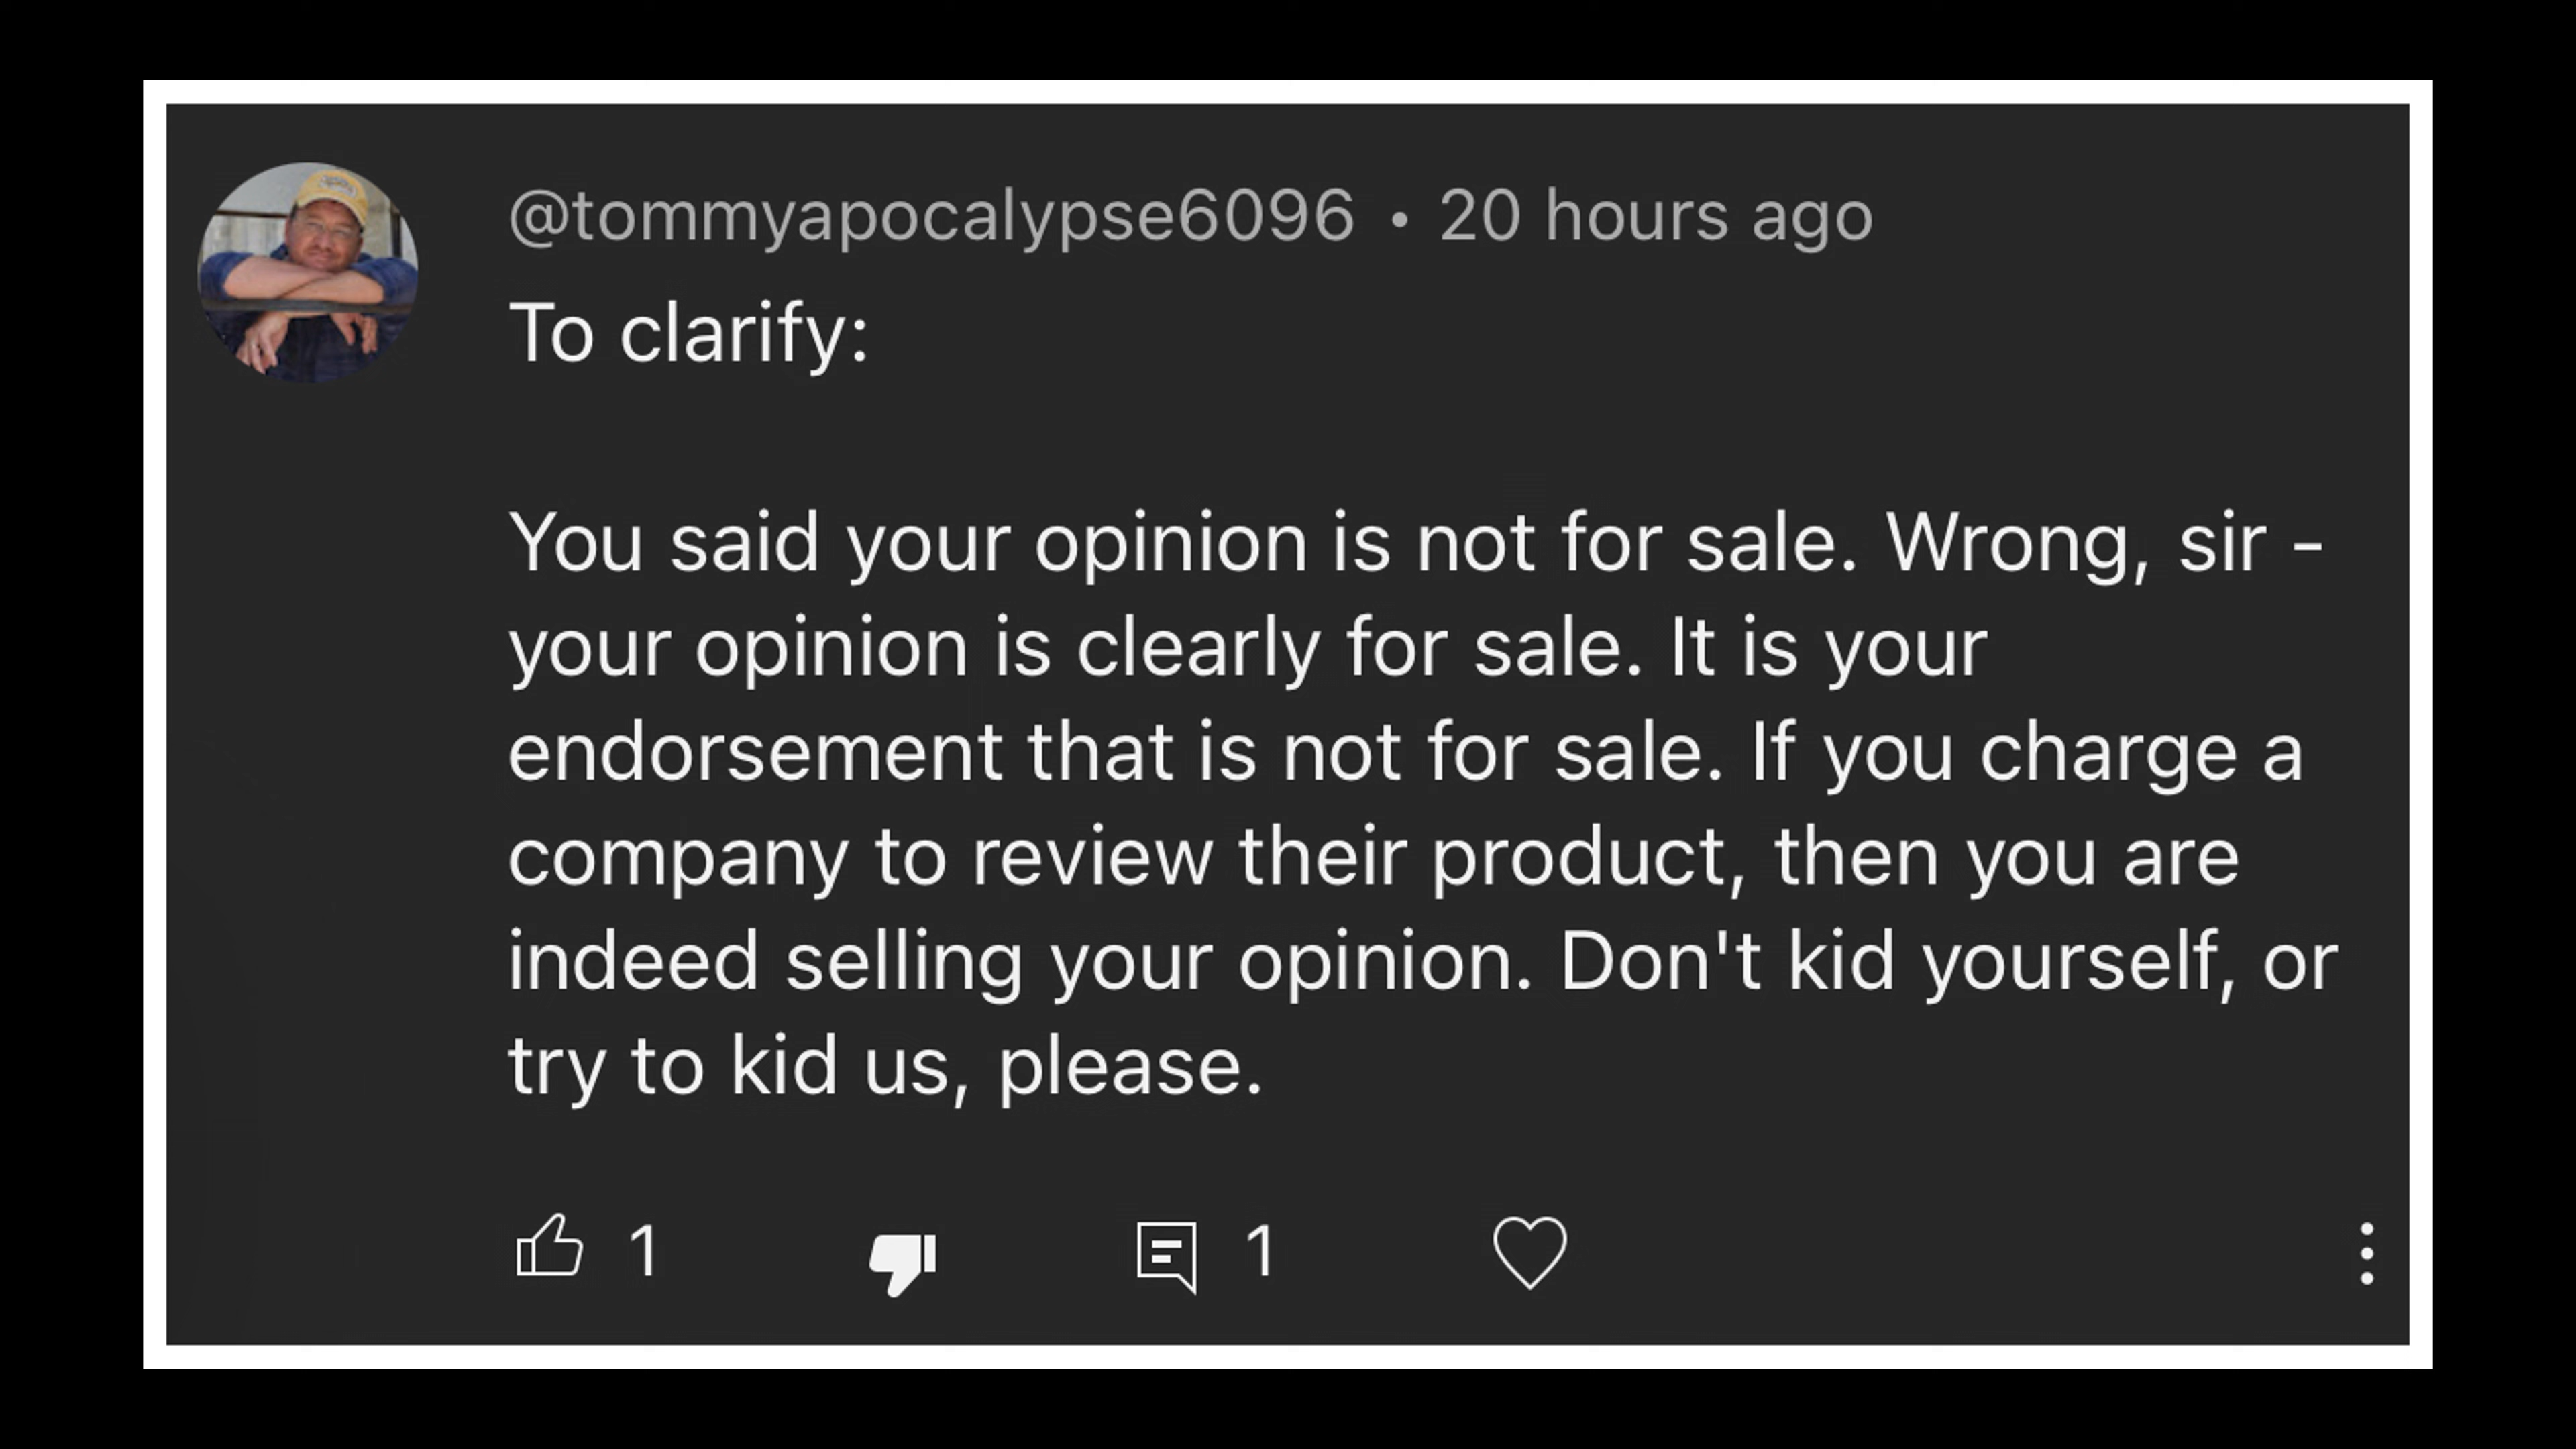 @tommyapocalypse6096 • 20 hours ago
To clarify:
You said your opinion is not for sale. Wrong, sir -
your opinion is clearly for sale. It is your
endorsement that is not for sale. If you charge a
company to review their product, then you are
indeed selling your opinion. Don't kid yourself, or
try to kid us, please.
1 1